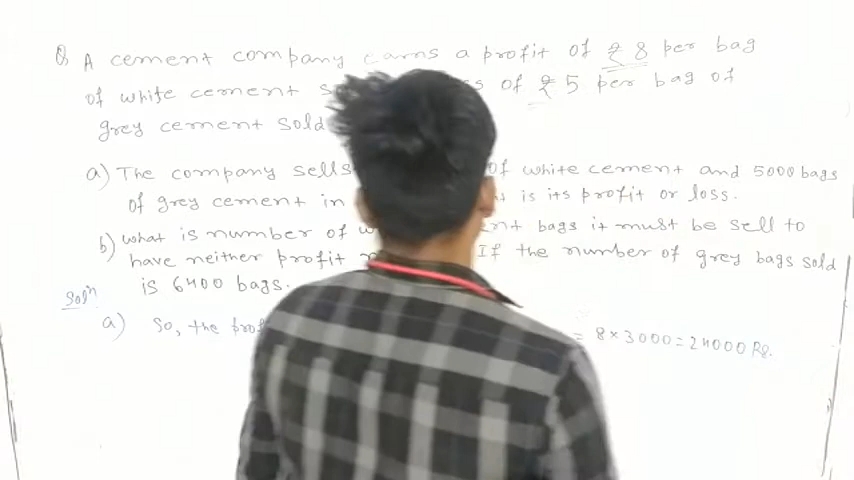 Q A cement company earns a profit of ₹ 8 per bag
of white cement of ₹ 5 per bag of
grey cement sold
a) The company sells of white cement and 5000 bags
of grey cement in is its profit or loss.
b) what is number of bags it must be sell to
have neither profit If the number of grey bags sold
is 6400 bags.
Solⁿ
a) So, the = 8 × 3000 = 24000 Rs.